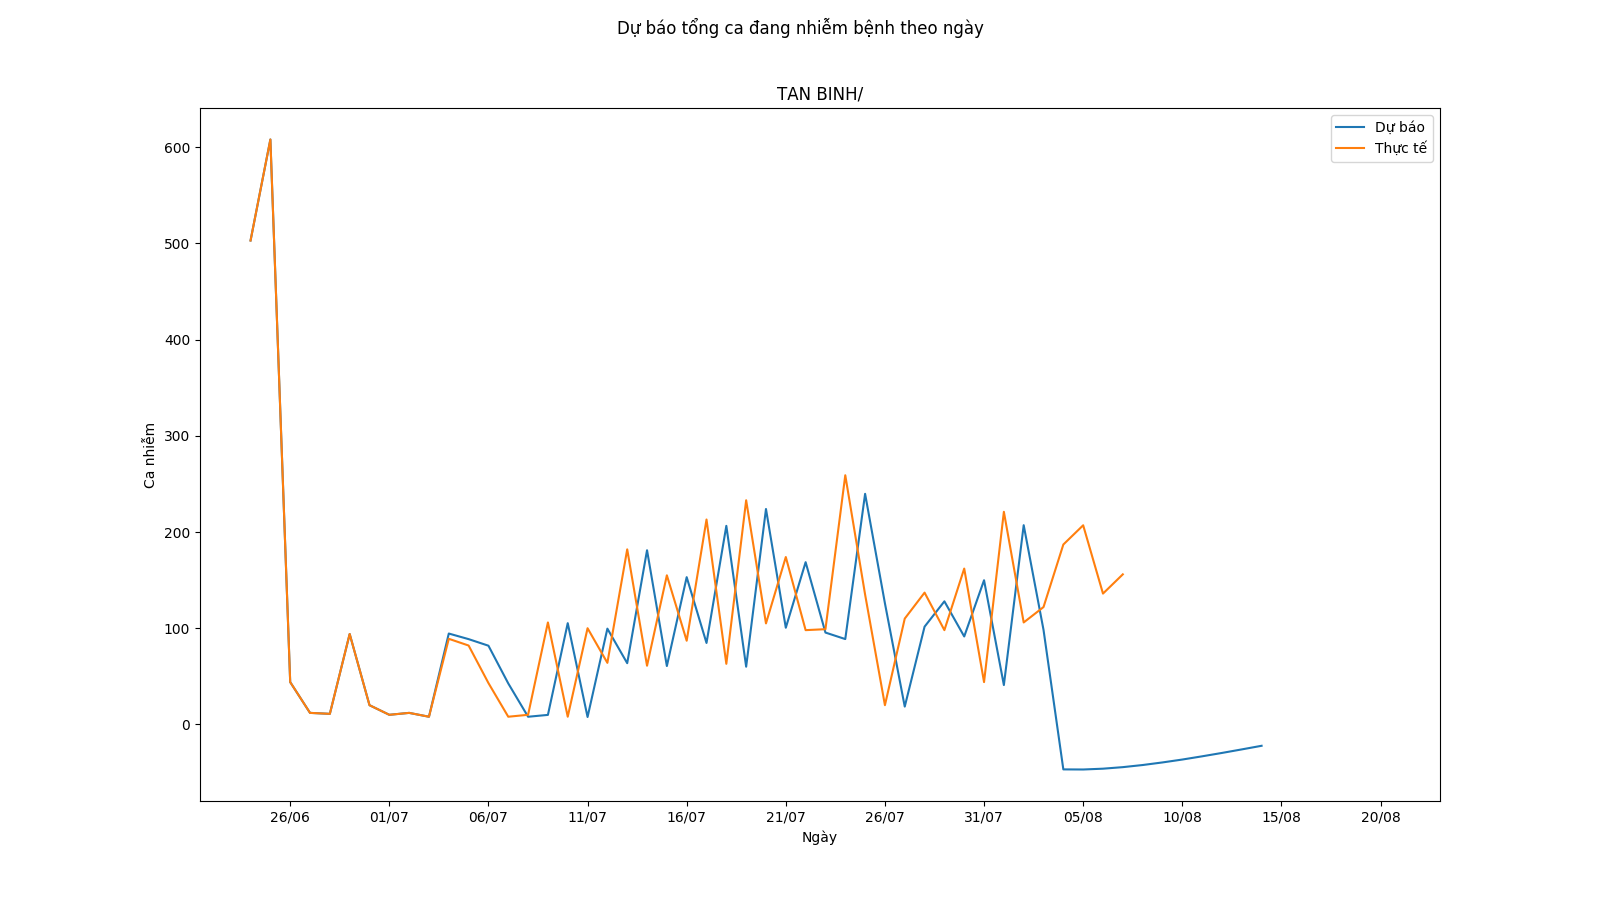 Dự báo tổng ca đang nhiễm bệnh theo ngày
TAN BINH/
Dự báo
Thực tế
600
500
400
300
200
100
0
Ca nhiễm
26/06 01/07 06/07 11/07 16/07 21/07 26/07 31/07 05/08 10/08 15/08 20/08
Ngày